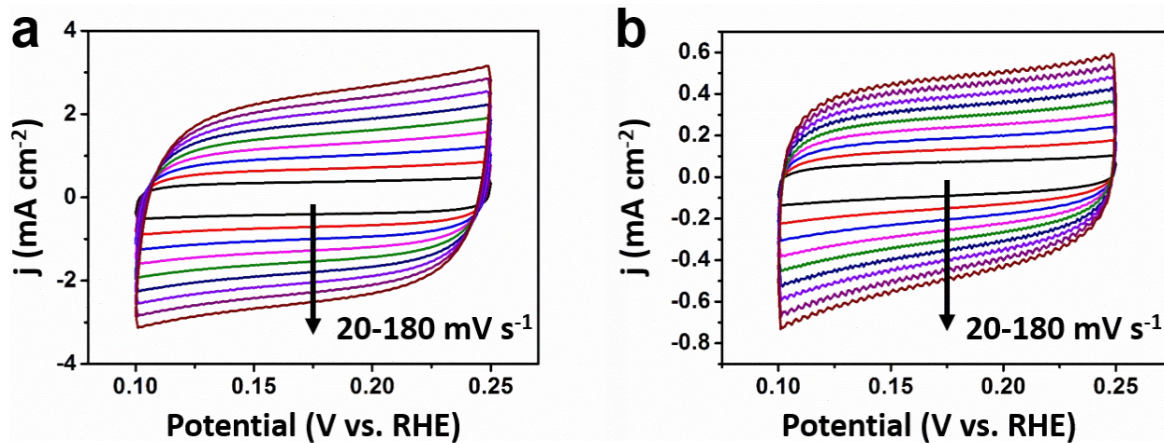 a
4
2
0
-2
-4
j (mA cm⁻²)
0.10
0.15
0.20
0.25
Potential (V vs. RHE)
20-180 mV s⁻¹
b
0.6
0.4
0.2
0.0
-0.2
-0.4
-0.6
-0.8
j (mA cm⁻²)
0.10
0.15
0.20
0.25
Potential (V vs. RHE)
20-180 mV s⁻¹